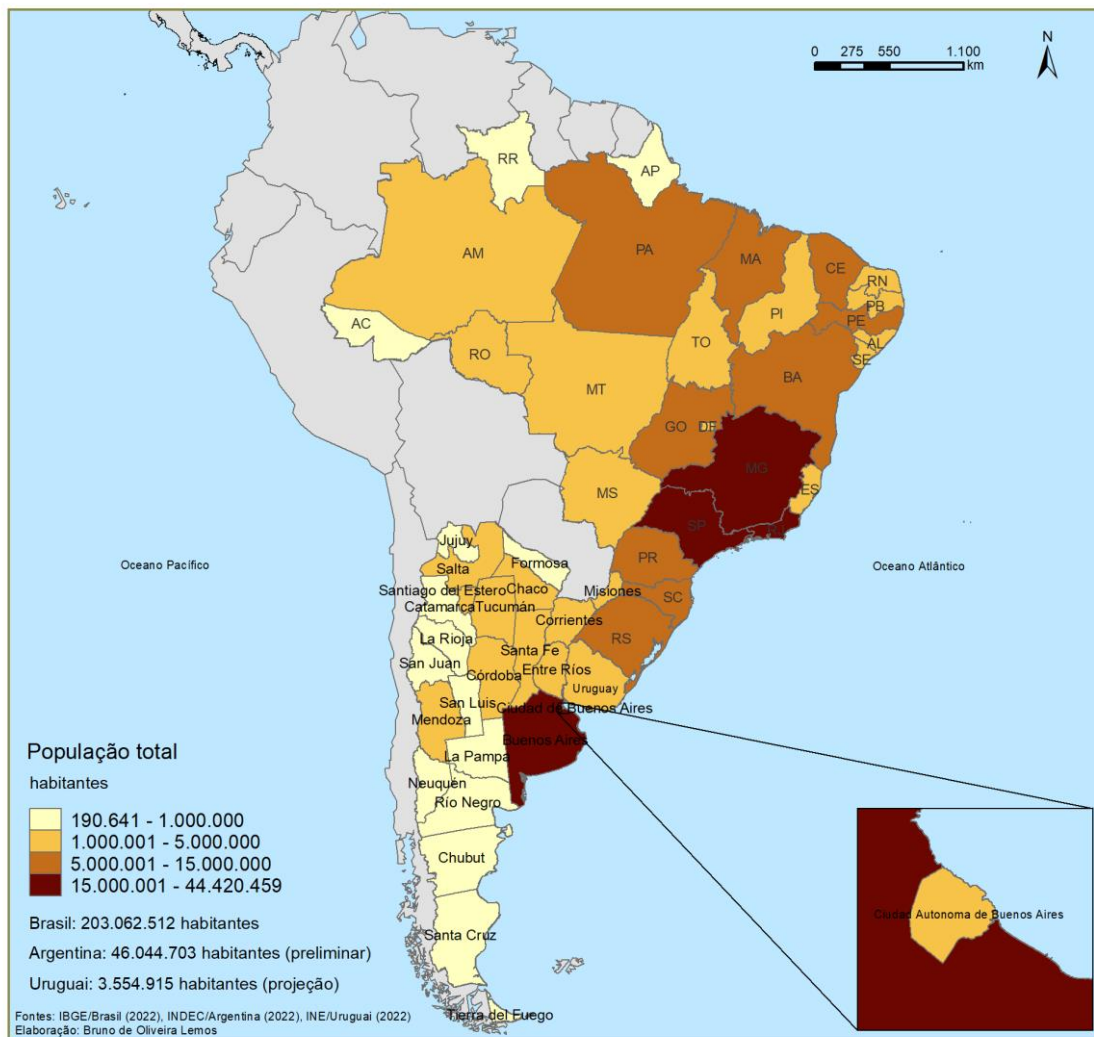 N
0 275 550 1.100
km
RR
AP
AM
PA
MA
CE
RN
PB
PI
PE
AC
AL
TO
SE
RO
BA
MT
GO
DF
MG
MS
ES
SP
RJ
PR
SC
RS
Oceano Pacífico
Oceano Atlântico
Jujuy
Formosa
Salta
Santiago del Estero
Chaco
Misiones
Catamarca
Tucumán
Corrientes
La Rioja
Santa Fe
San Juan
Córdoba
Entre Ríos
Uruguay
San Luis
Ciudad de Buenos Aires
Mendoza
Buenos Aires
La Pampa
Neuquén
Río Negro
Chubut
Santa Cruz
Tierra del Fuego
Ciudad Autonoma de Buenos Aires
População total
habitantes
190.641 - 1.000.000
1.000.001 - 5.000.000
5.000.001 - 15.000.000
15.000.001 - 44.420.459
Brasil: 203.062.512 habitantes
Argentina: 46.044.703 habitantes (preliminar)
Uruguai: 3.554.915 habitantes (projeção)
Fontes: IBGE/Brasil (2022), INDEC/Argentina (2022), INE/Uruguai (2022)
Elaboração: Bruno de Oliveira Lemos